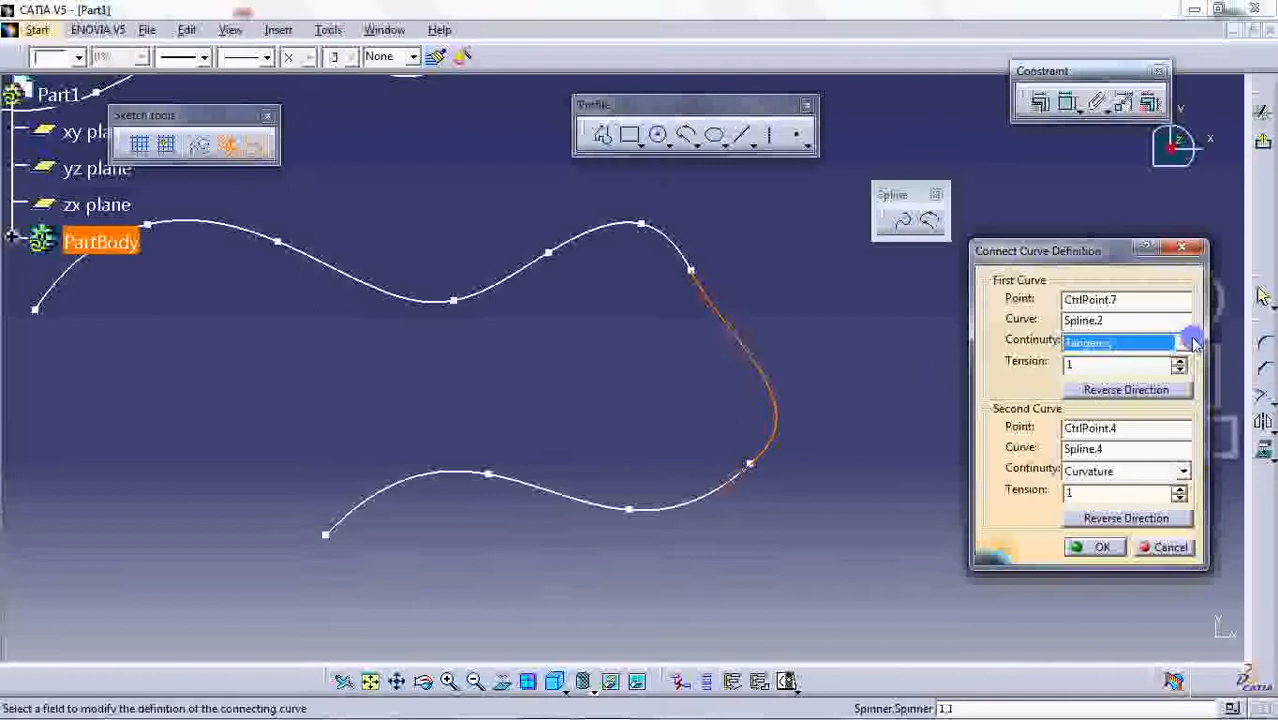 CATIA V5 - [Part1]
Start ENOVIA V5 File Edit View Insert Tools Window Help
None
Part1
xy pla
yz plane
zx plane
PartBody
Sketch tools
Profile
Constraint
Y
X
Z
Spline
Connect Curve Definition
First Curve
Point: CtrlPoint.7
Curve: Spline.2
Continuity: Tangency
Tension: 1
Reverse Direction
Second Curve
Point: CtrlPoint.4
Curve: Spline.4
Continuity: Curvature
Tension: 1
Reverse Direction
OK Cancel
Y
X
CATIA
Select a field to modify the definition of the connecting curve
Spinner.Spinner 1,1